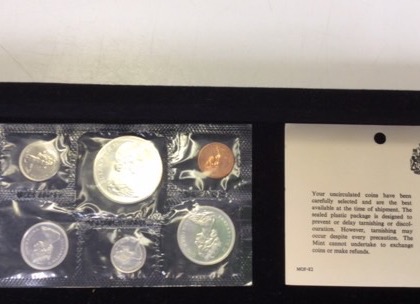 Your uncirculated coins have been
carefully selected and are the best
available at the time of shipment. The
sealed plastic package is designed to
prevent or delay tarnishing or discol-
ouration. However, tarnishing may
occur despite every precaution. The
Mint cannot undertake to exchange
coins or make refunds.